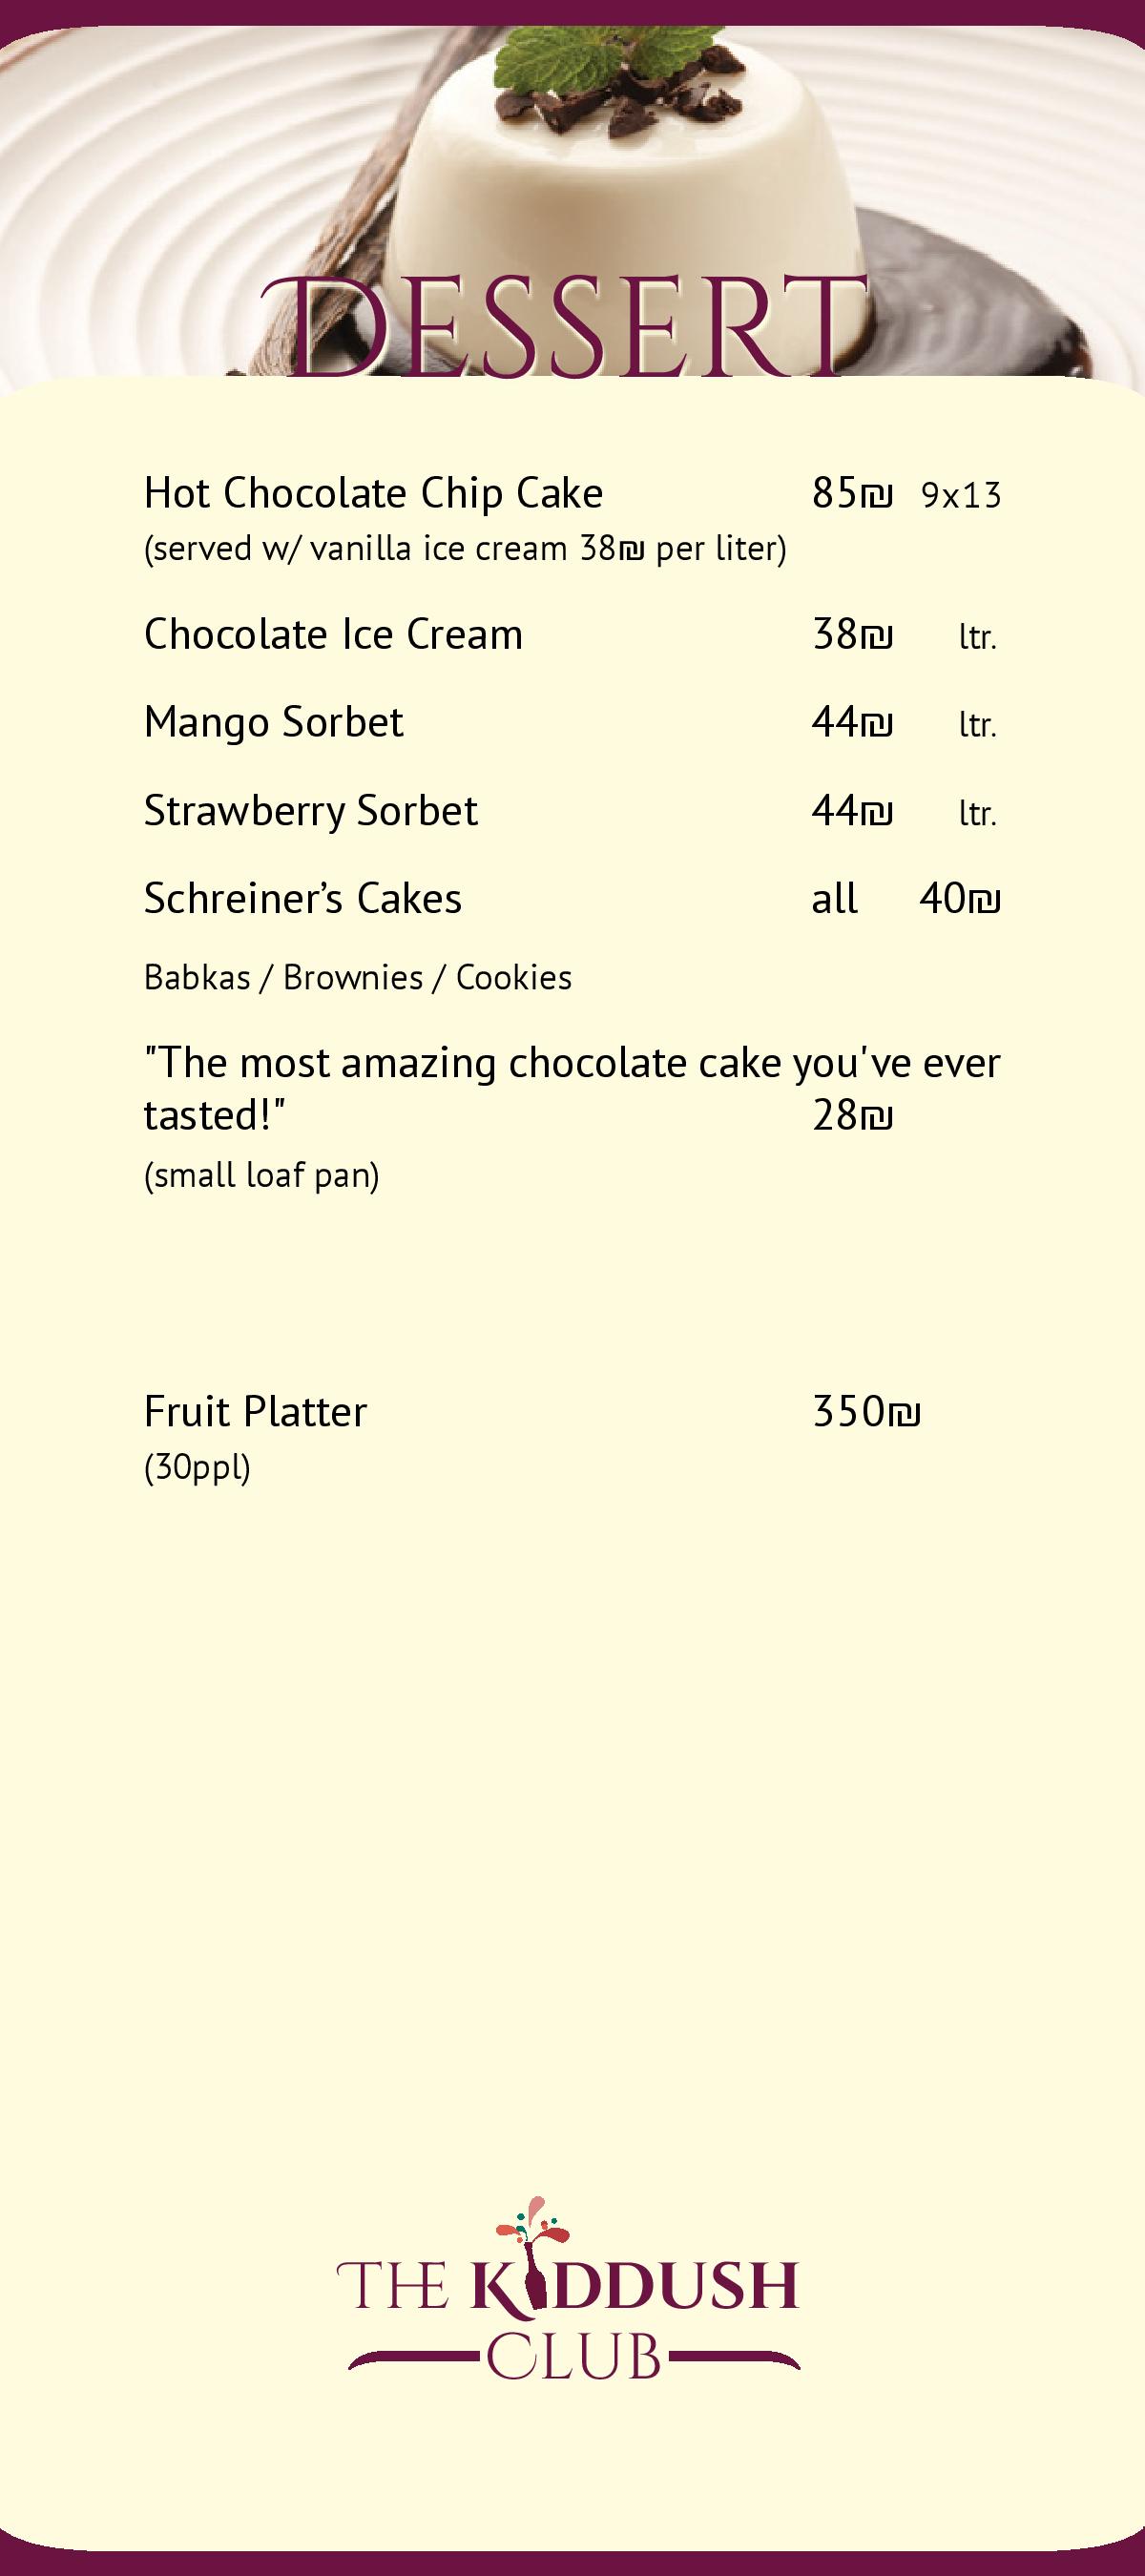 DESSERT
Hot Chocolate Chip Cake 85₪ 9x13
(served w/ vanilla ice cream 38₪ per liter)
Chocolate Ice Cream 38₪ ltr.
Mango Sorbet 44₪ ltr.
Strawberry Sorbet 44₪ ltr.
Schreiner’s Cakes all 40₪
Babkas / Brownies / Cookies
"The most amazing chocolate cake you've ever
tasted!" 28₪
(small loaf pan)
Fruit Platter 350₪
(30ppl)
THE KIDDUSH
CLUB